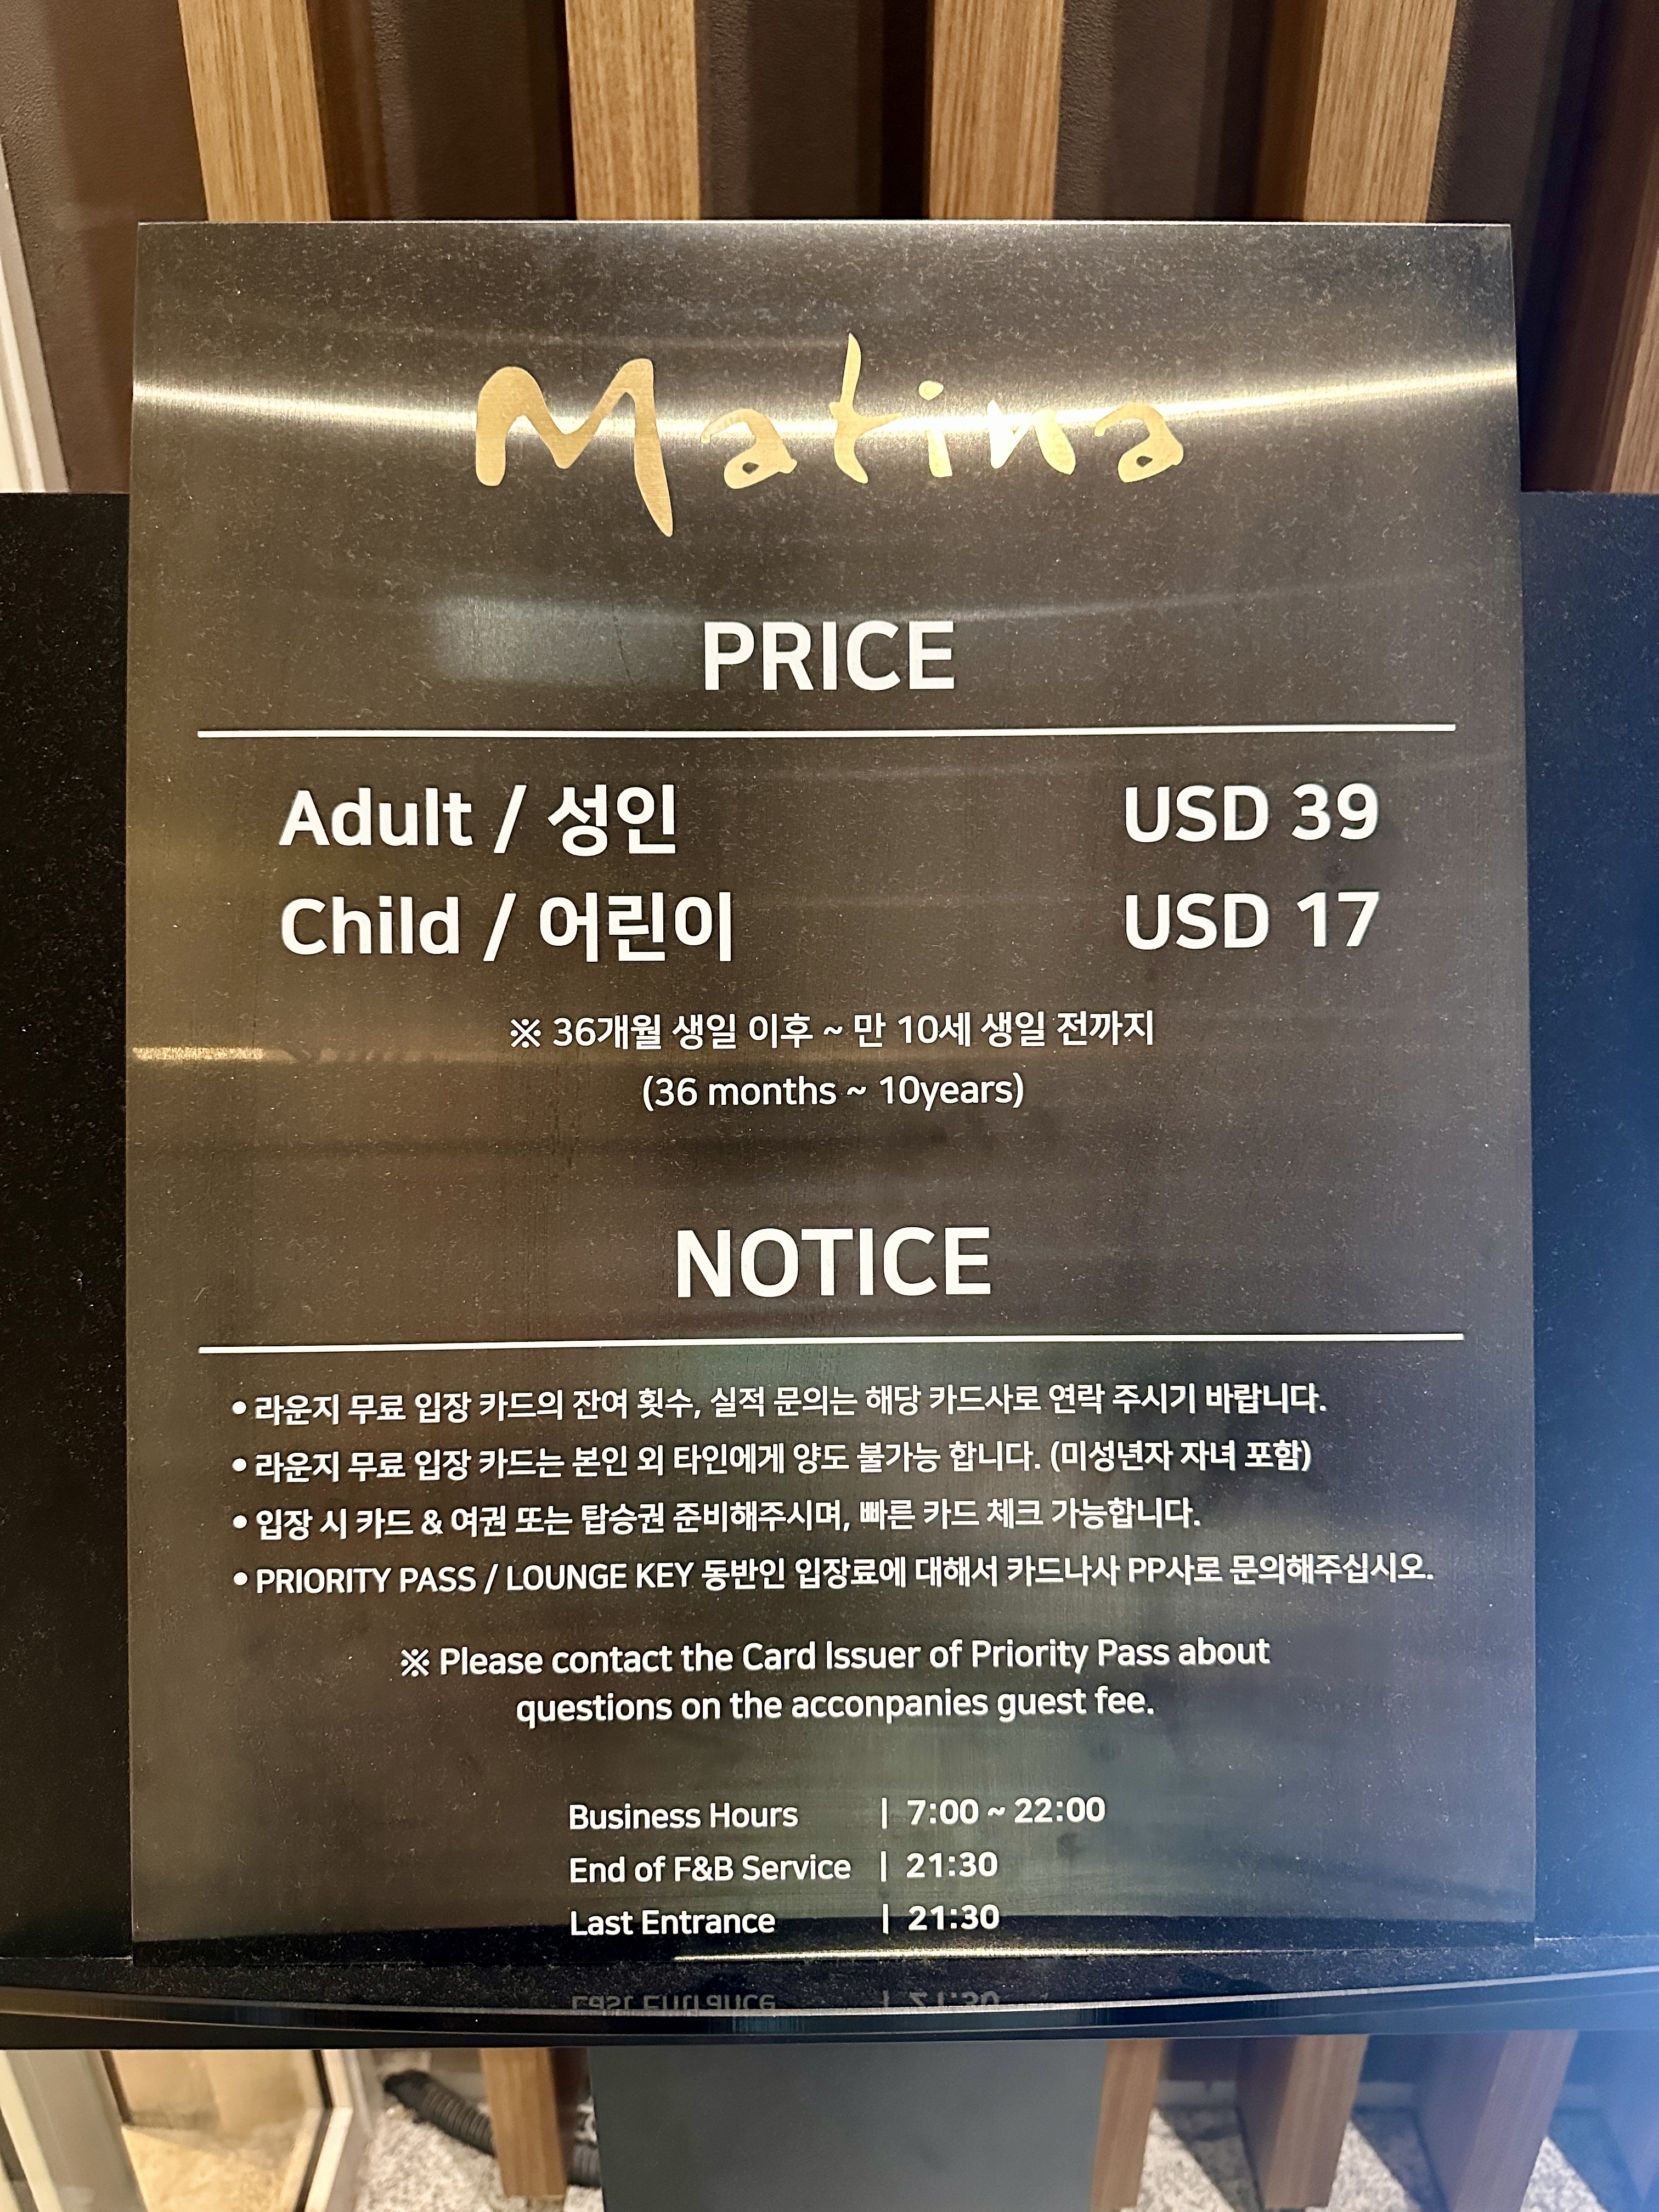 Matina
PRICE
Adult / 성인 USD 39
Child / 어린이 USD 17
※ 36개월 생일 이후 ~ 만 10세 생일 전까지
(36 months ~ 10years)
NOTICE
• 라운지 무료 입장 카드의 잔여 횟수, 실적 문의는 해당 카드사로 연락 주시기 바랍니다.
• 라운지 무료 입장 카드는 본인 외 타인에게 양도 불가능 합니다. (미성년자 자녀 포함)
• 입장 시 카드 & 여권 또는 탑승권 준비해주시며, 빠른 카드 체크 가능합니다.
• PRIORITY PASS / LOUNGE KEY 동반인 입장료에 대해서 카드나사 PP사로 문의해주십시오.
※ Please contact the Card Issuer of Priority Pass about
questions on the acconpanies guest fee.
Business Hours | 7:00 ~ 22:00
End of F&B Service | 21:30
Last Entrance | 21:30